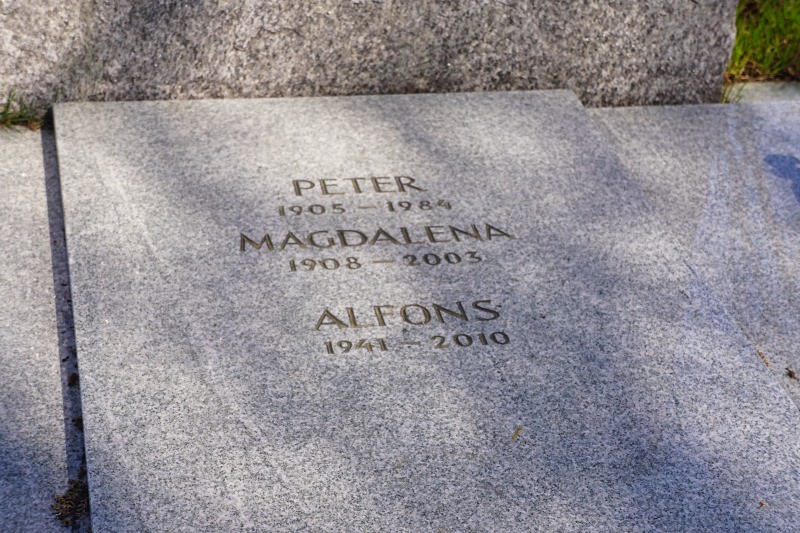 PETER
1905 – 1984
MAGDALENA
1908 – 2003
ALFONS
1941 – 2010